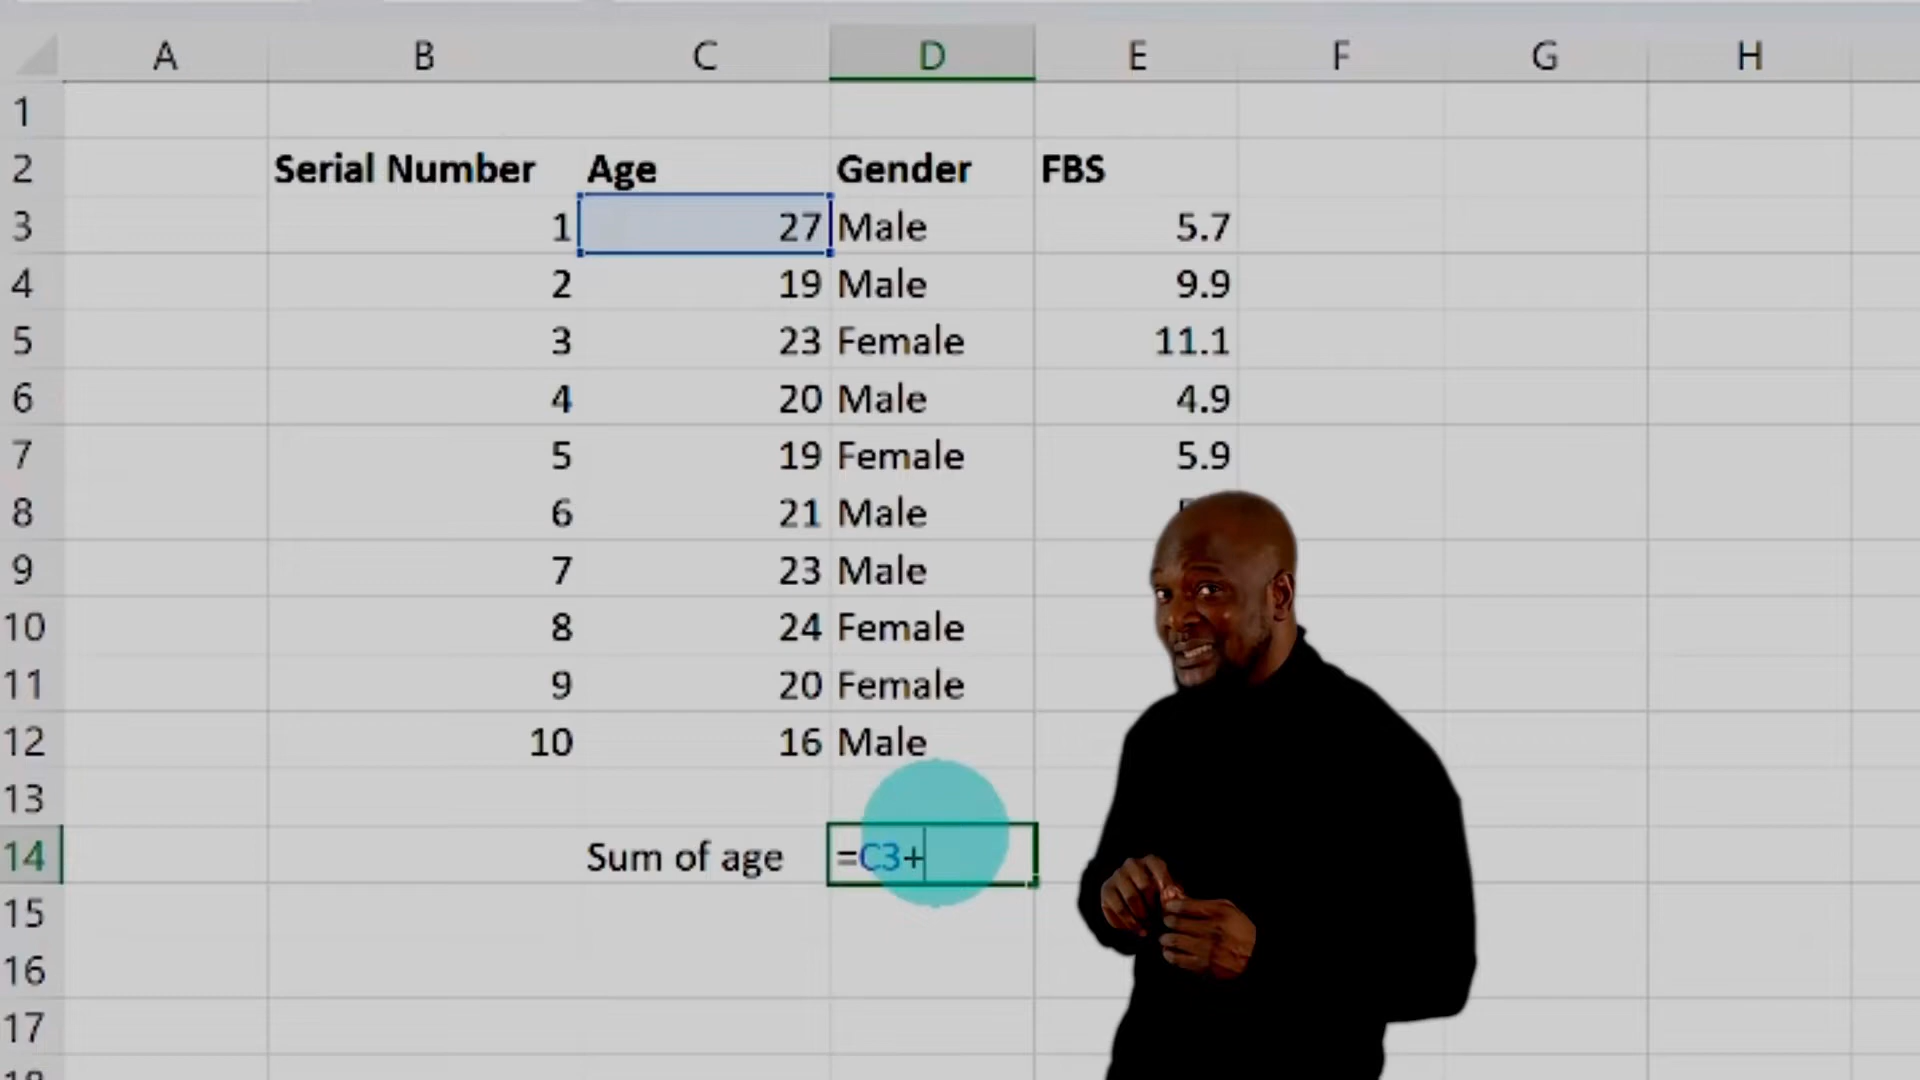 A B C D E F G H
1
2 Serial Number Age Gender FBS
3 1 27 Male 5.7
4 2 19 Male 9.9
5 3 23 Female 11.1
6 4 20 Male 4.9
7 5 19 Female 5.9
8 6 21 Male
9 7 23 Male
10 8 24 Female
11 9 20 Female
12 10 16 Male
13
14 Sum of age =C3+
15
16
17